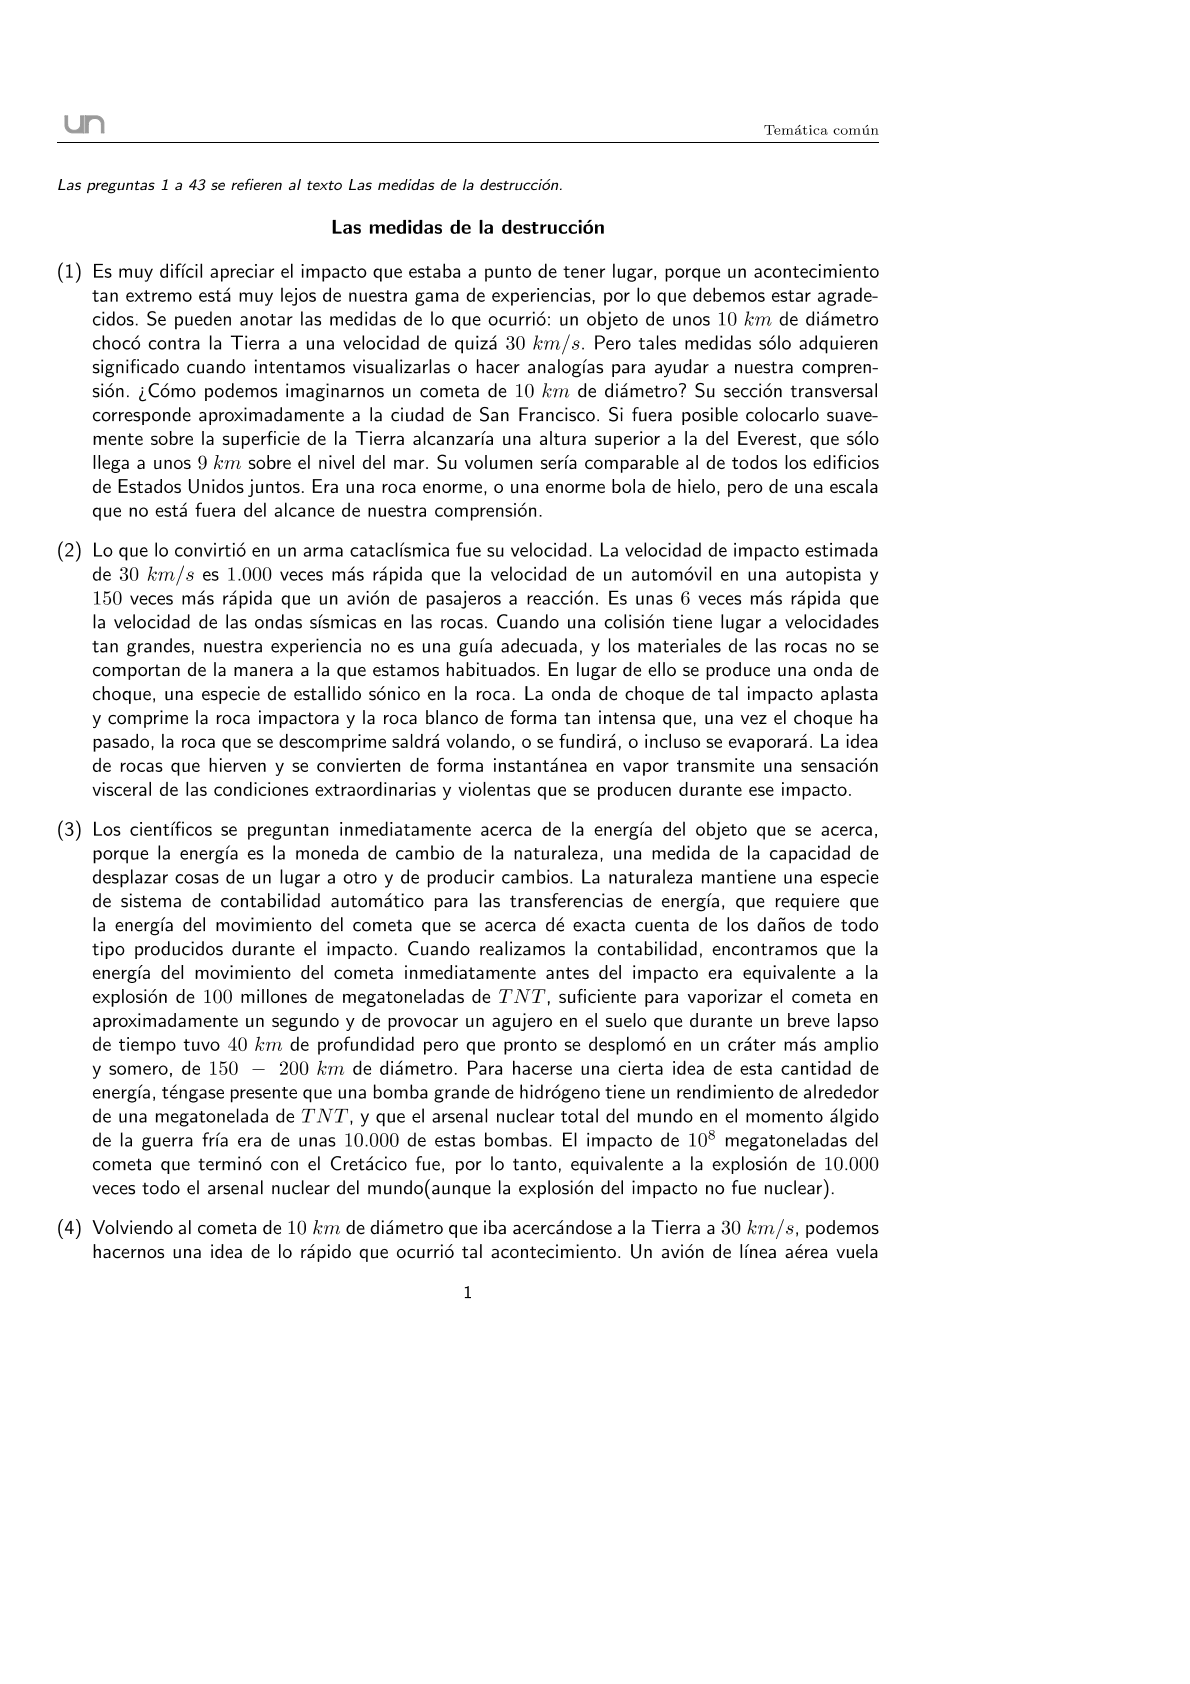 un
Temática común
Las preguntas 1 a 43 se refieren al texto Las medidas de la destrucción.
Las medidas de la destrucción
(1) Es muy difícil apreciar el impacto que estaba a punto de tener lugar, porque un acontecimiento
tan extremo está muy lejos de nuestra gama de experiencias, por lo que debemos estar agrade-
cidos. Se pueden anotar las medidas de lo que ocurrió: un objeto de unos 10 km de diámetro
chocó contra la Tierra a una velocidad de quizá 30 km/s. Pero tales medidas sólo adquieren
significado cuando intentamos visualizarlas o hacer analogías para ayudar a nuestra compren-
sión. ¿Cómo podemos imaginarnos un cometa de 10 km de diámetro? Su sección transversal
corresponde aproximadamente a la ciudad de San Francisco. Si fuera posible colocarlo suave-
mente sobre la superficie de la Tierra alcanzaría una altura superior a la del Everest, que sólo
llega a unos 9 km sobre el nivel del mar. Su volumen sería comparable al de todos los edificios
de Estados Unidos juntos. Era una roca enorme, o una enorme bola de hielo, pero de una escala
que no está fuera del alcance de nuestra comprensión.
(2) Lo que lo convirtió en un arma cataclísmica fue su velocidad. La velocidad de impacto estimada
de 30 km/s es 1.000 veces más rápida que la velocidad de un automóvil en una autopista y
150 veces más rápida que un avión de pasajeros a reacción. Es unas 6 veces más rápida que
la velocidad de las ondas sísmicas en las rocas. Cuando una colisión tiene lugar a velocidades
tan grandes, nuestra experiencia no es una guía adecuada, y los materiales de las rocas no se
comportan de la manera a la que estamos habituados. En lugar de ello se produce una onda de
choque, una especie de estallido sónico en la roca. La onda de choque de tal impacto aplasta
y comprime la roca impactora y la roca blanco de forma tan intensa que, una vez el choque ha
pasado, la roca que se descomprime saldrá volando, o se fundirá, o incluso se evaporará. La idea
de rocas que hierven y se convierten de forma instantánea en vapor transmite una sensación
visceral de las condiciones extraordinarias y violentas que se producen durante ese impacto.
(3) Los científicos se preguntan inmediatamente acerca de la energía del objeto que se acerca,
porque la energía es la moneda de cambio de la naturaleza, una medida de la capacidad de
desplazar cosas de un lugar a otro y de producir cambios. La naturaleza mantiene una especie
de sistema de contabilidad automático para las transferencias de energía, que requiere que
la energía del movimiento del cometa que se acerca dé exacta cuenta de los daños de todo
tipo producidos durante el impacto. Cuando realizamos la contabilidad, encontramos que la
energía del movimiento del cometa inmediatamente antes del impacto era equivalente a la
explosión de 100 millones de megatoneladas de TNT, suficiente para vaporizar el cometa en
aproximadamente un segundo y de provocar un agujero en el suelo que durante un breve lapso
de tiempo tuvo 40 km de profundidad pero que pronto se desplomó en un cráter más amplio
y somero, de 150 − 200 km de diámetro. Para hacerse una cierta idea de esta cantidad de
energía, téngase presente que una bomba grande de hidrógeno tiene un rendimiento de alrededor
de una megatonelada de TNT, y que el arsenal nuclear total del mundo en el momento álgido
de la guerra fría era de unas 10.000 de estas bombas. El impacto de 10⁸ megatoneladas del
cometa que terminó con el Cretácico fue, por lo tanto, equivalente a la explosión de 10.000
veces todo el arsenal nuclear del mundo(aunque la explosión del impacto no fue nuclear).
(4) Volviendo al cometa de 10 km de diámetro que iba acercándose a la Tierra a 30 km/s, podemos
hacernos una idea de lo rápido que ocurrió tal acontecimiento. Un avión de línea aérea vuela
1